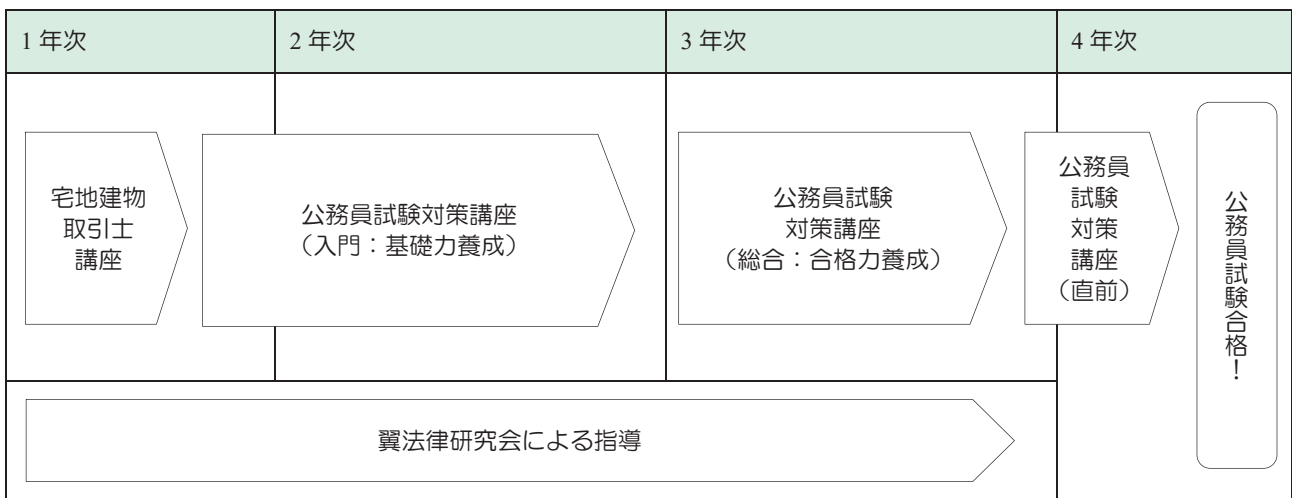 1 年次
2 年次
3 年次
4 年次
宅地建物
取引士
講座
公務員試験対策講座
（入門：基礎力養成）
公務員試験
対策講座
（総合：合格力養成）
公務員
試験
対策
講座
（直前）
公務員試験合格！
翼法律研究会による指導